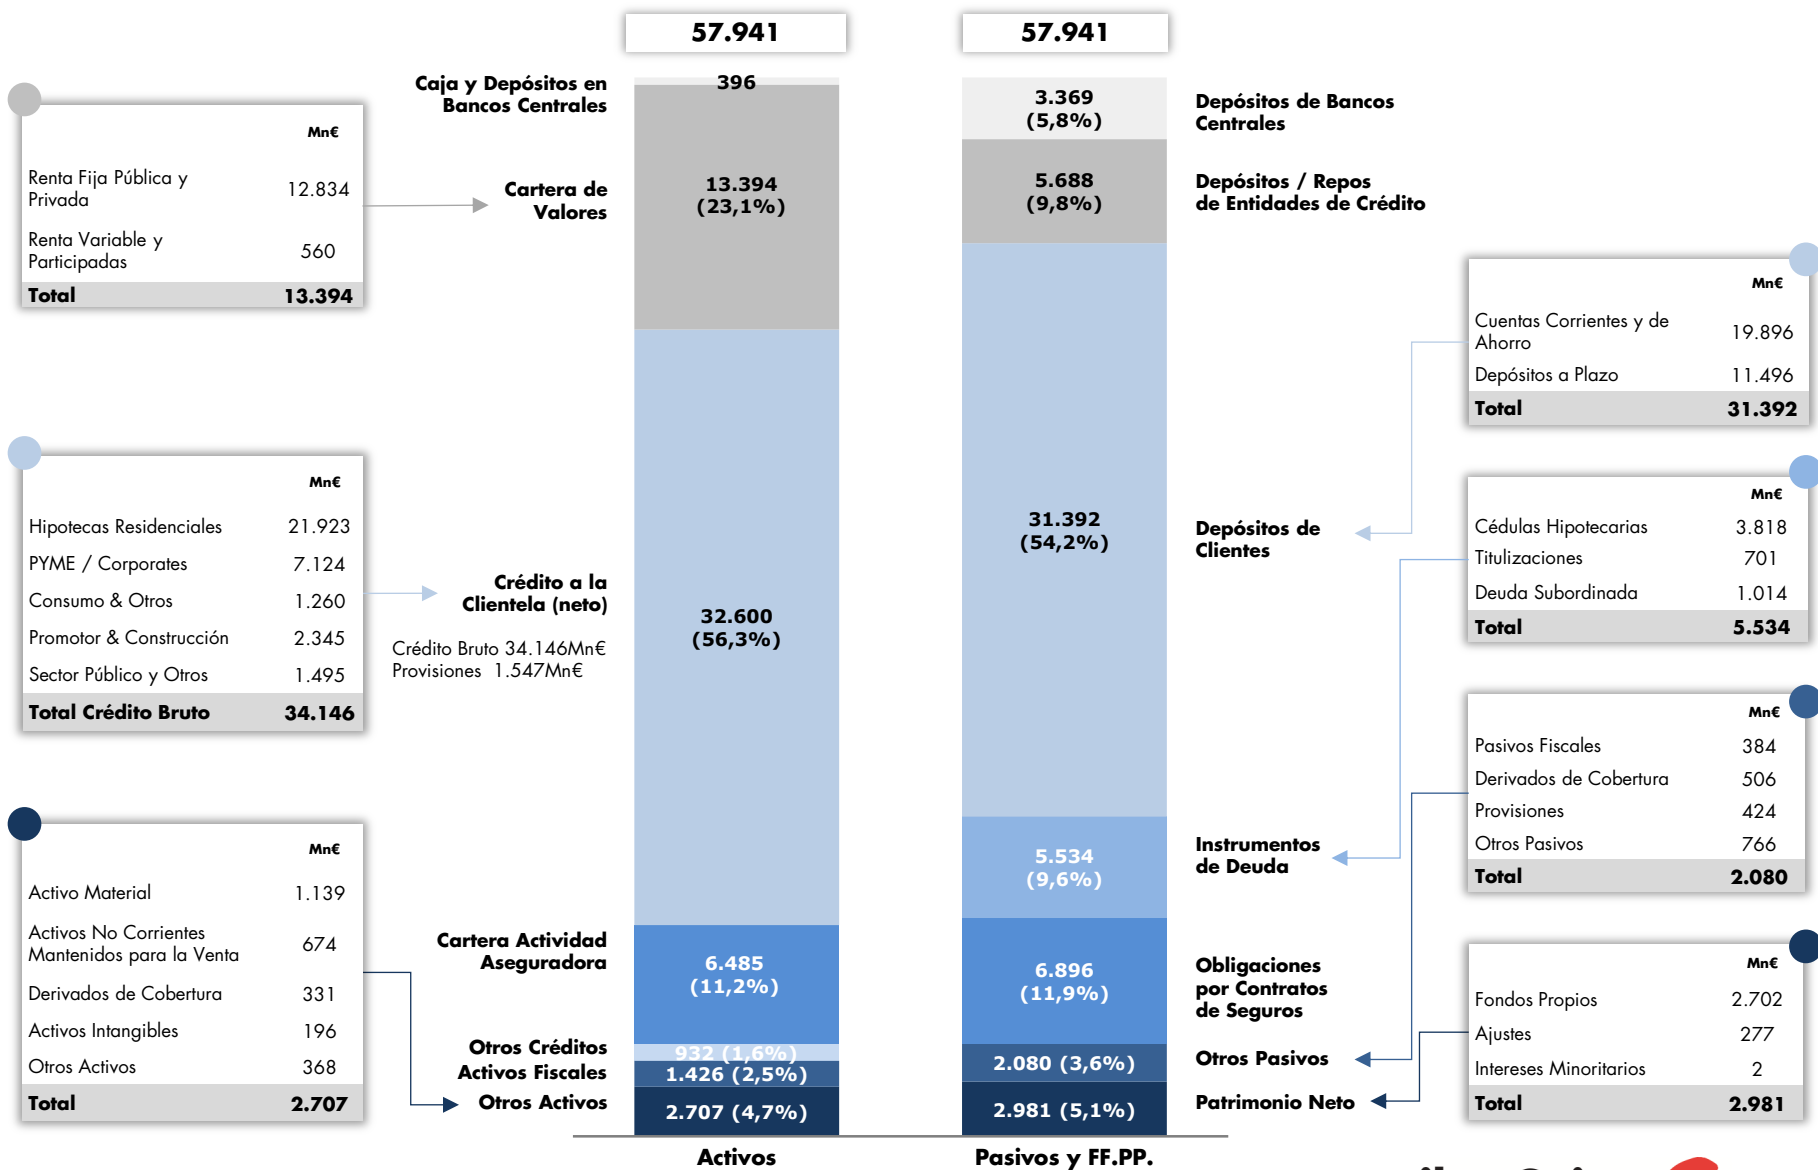 57.941
57.941
Mn€
Renta Fija Pública y
Privada
12.834
Renta Variable y
Participadas
560
Total 13.394
Mn€
Hipotecas Residenciales 21.923
PYME / Corporates 7.124
Consumo & Otros 1.260
Promotor & Construcción 2.345
Sector Público y Otros 1.495
Total Crédito Bruto 34.146
Mn€
Activo Material 1.139
Activos No Corrientes
Mantenidos para la Venta
674
Derivados de Cobertura 331
Activos Intangibles 196
Otros Activos 368
Total 2.707
Caja y Depósitos en
Bancos Centrales
Cartera de
Valores
Crédito a la
Clientela (neto)
Crédito Bruto 34.146Mn€
Provisiones 1.547Mn€
Cartera Actividad
Aseguradora
Otros Créditos
Activos Fiscales
Otros Activos
396
13.394
(23,1%)
32.600
(56,3%)
6.485
(11,2%)
932 (1,6%)
1.426 (2,5%)
2.707 (4,7%)
Activos
3.369
(5,8%)
5.688
(9,8%)
31.392
(54,2%)
5.534
(9,6%)
6.896
(11,9%)
2.080 (3,6%)
2.981 (5,1%)
Pasivos y FF.PP.
Depósitos de Bancos
Centrales
Depósitos / Repos
de Entidades de Crédito
Depósitos de
Clientes
Instrumentos
de Deuda
Obligaciones
por Contratos
de Seguros
Otros Pasivos
Patrimonio Neto
Mn€
Cuentas Corrientes y de
Ahorro
19.896
Depósitos a Plazo 11.496
Total 31.392
Mn€
Cédulas Hipotecarias 3.818
Titulizaciones 701
Deuda Subordinada 1.014
Total 5.534
Mn€
Pasivos Fiscales 384
Derivados de Cobertura 506
Provisiones 424
Otros Pasivos 766
Total 2.080
Mn€
Fondos Propios 2.702
Ajustes 277
Intereses Minoritarios 2
Total 2.981